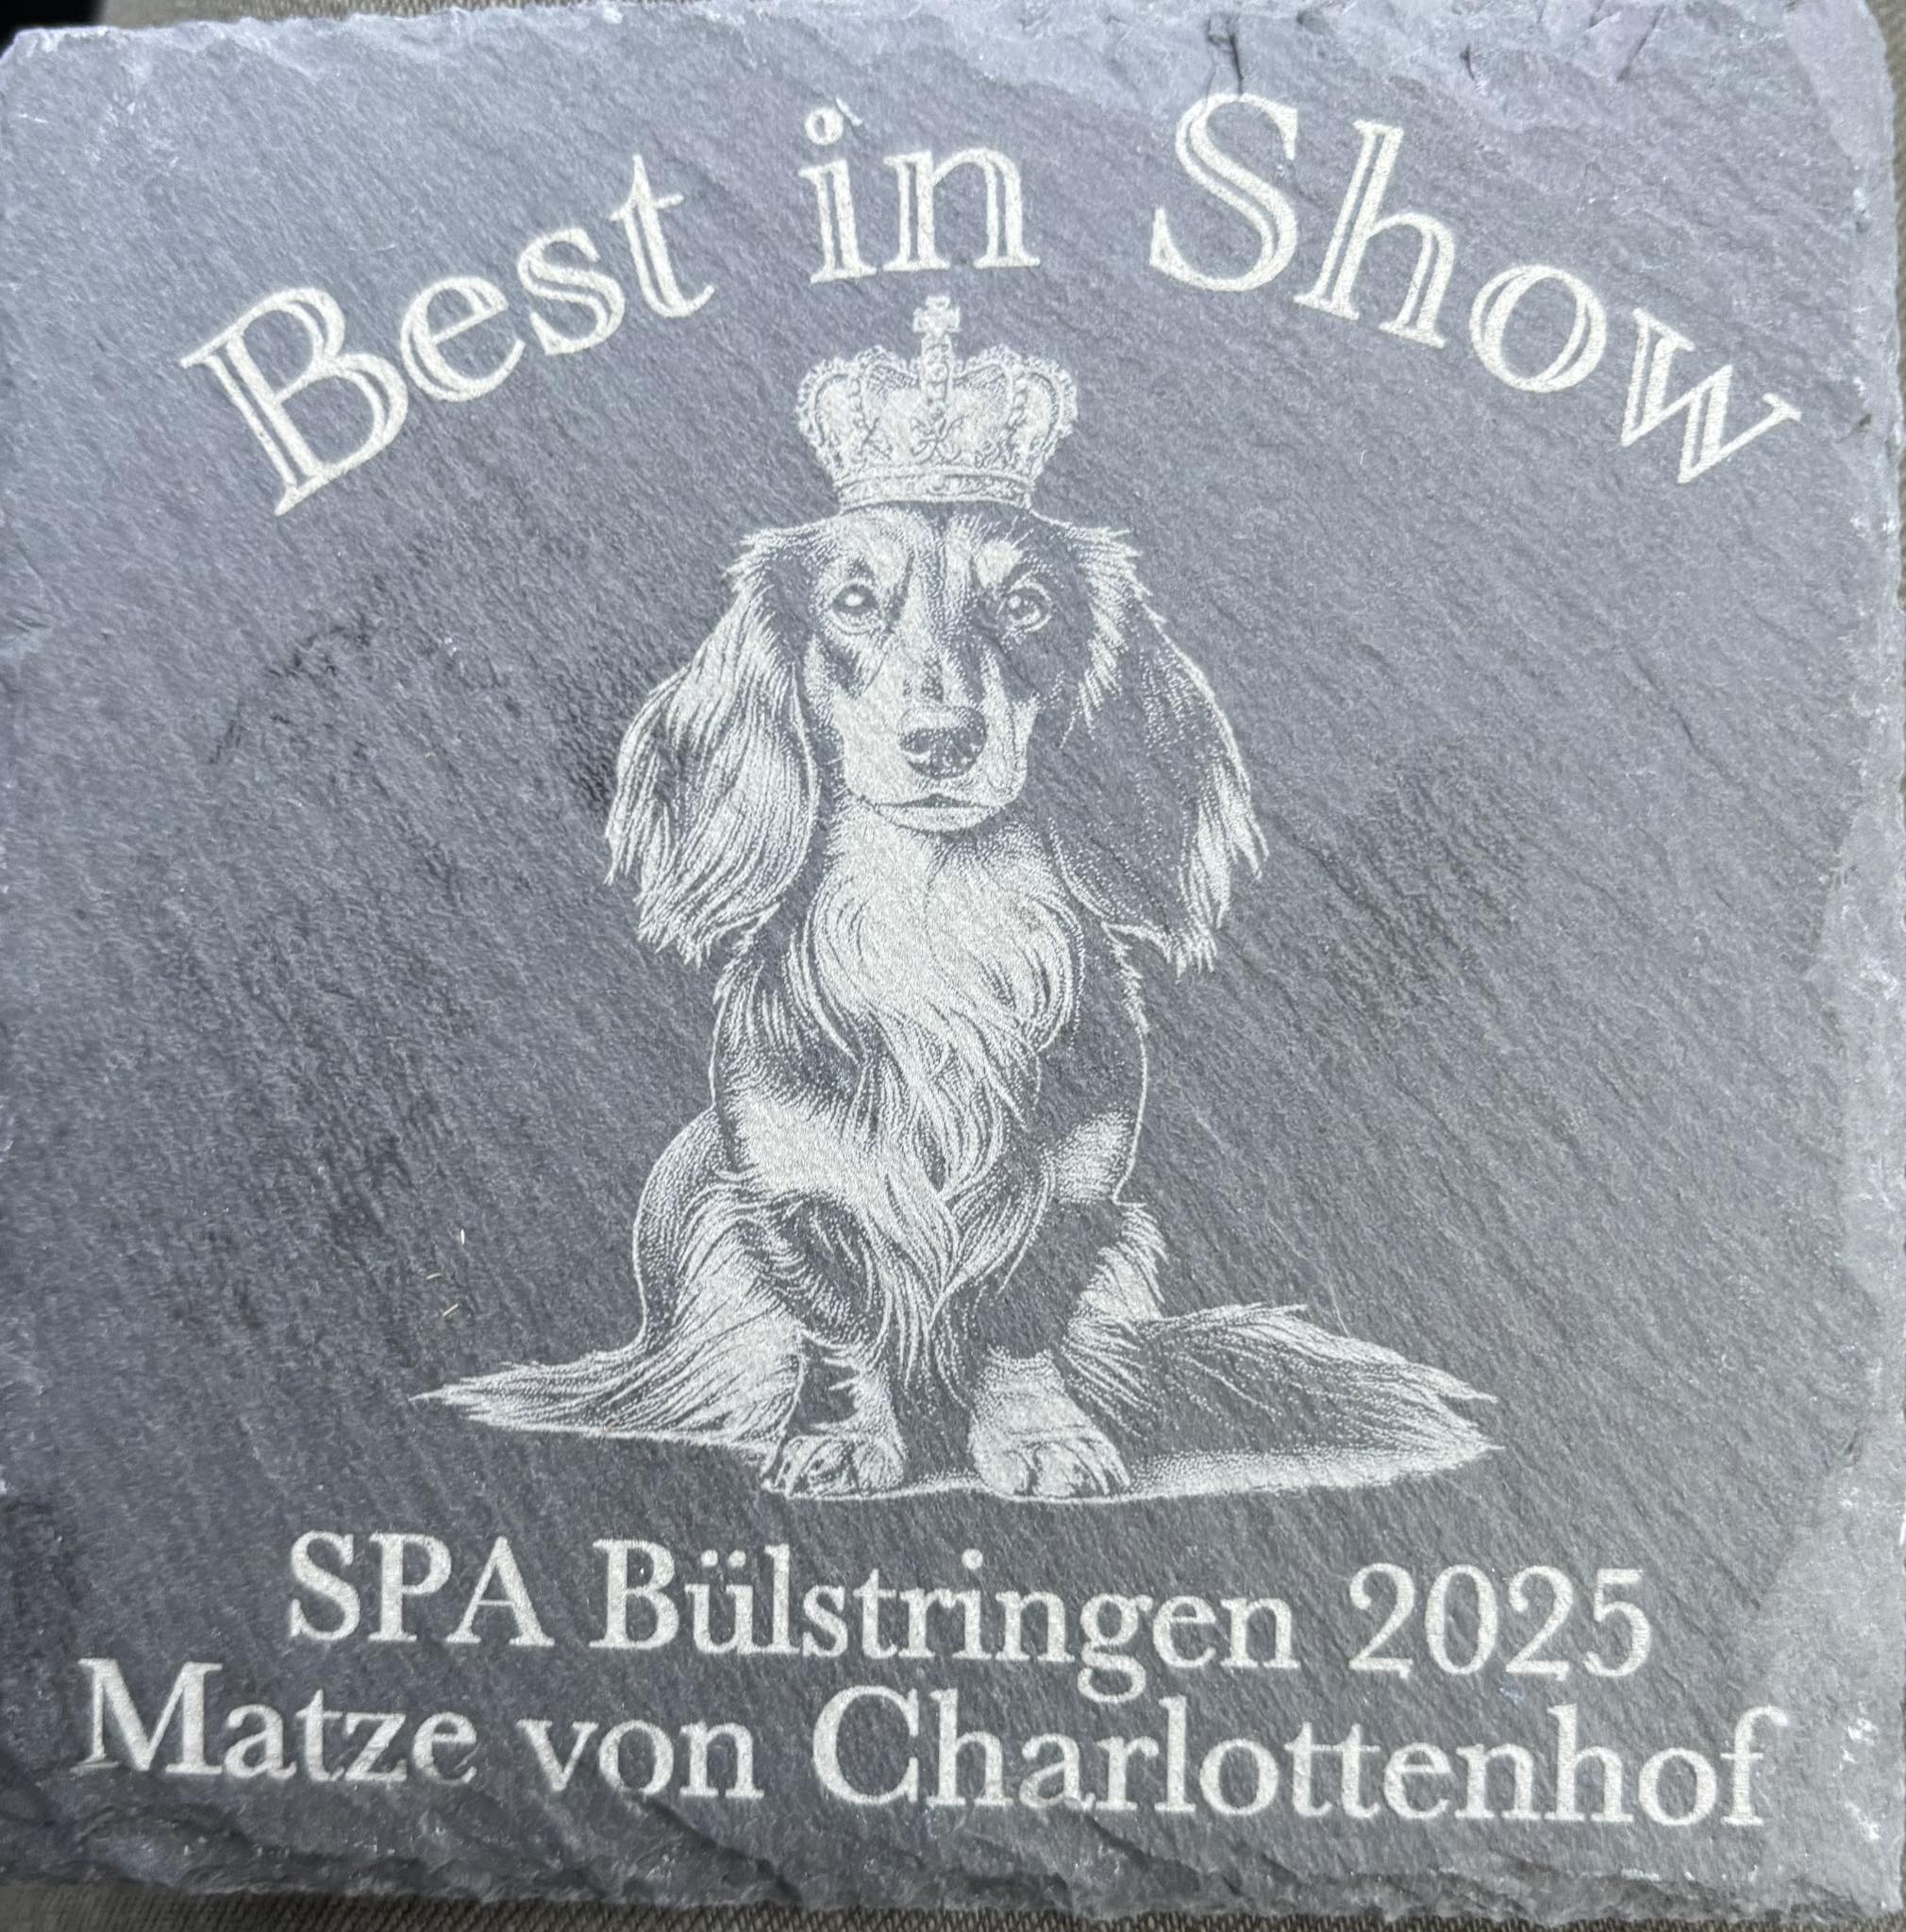 Best in Show
SPA Bülstringen 2025
Matze von Charlottenhof